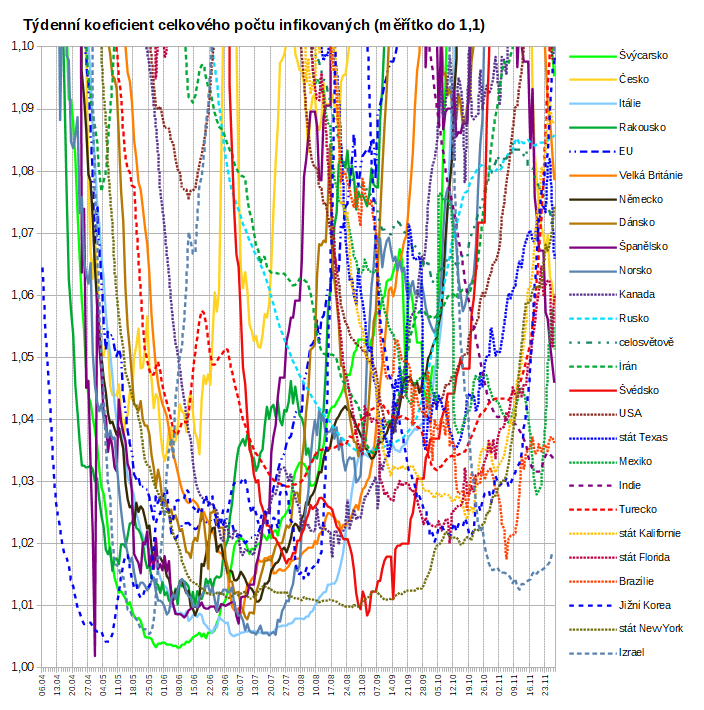 Týdenní koeficient celkového počtu infikovaných (měřítko do 1,1)
1,10
1,09
1,08
1,07
1,06
1,05
1,04
1,03
1,02
1,01
1,00
06.04
13.04
20.04
27.04
04.05
11.05
18.05
25.05
01.06
08.06
15.06
22.06
29.06
06.07
13.07
20.07
27.07
03.08
10.08
17.08
24.08
31.08
07.09
14.09
21.09
28.09
05.10
12.10
19.10
26.10
02.11
09.11
16.11
23.11
Švýcarsko
Česko
Itálie
Rakousko
EU
Velká Británie
Německo
Dánsko
Španělsko
Norsko
Kanada
Rusko
celosvětově
Írán
Švédsko
USA
stát Texas
Mexiko
Indie
Turecko
stát Kalifornie
stát Florida
Brazílie
Jižní Korea
stát NewYork
Izrael